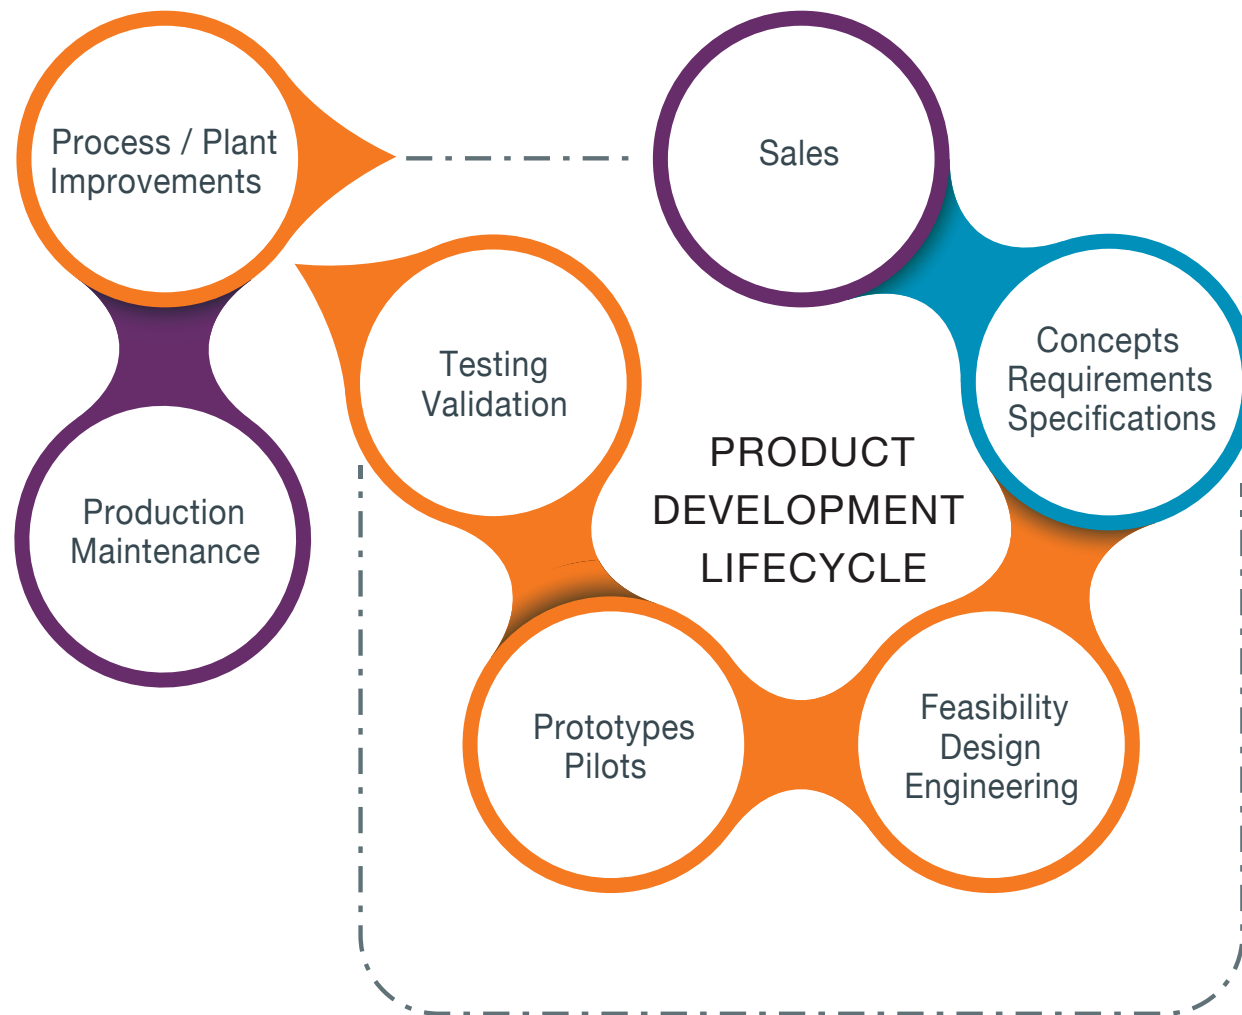 Process / Plant
Improvements
Sales
Testing
Validation
Concepts
Requirements
Specifications
PRODUCT
DEVELOPMENT
LIFECYCLE
Production
Maintenance
Prototypes
Pilots
Feasibility
Design
Engineering